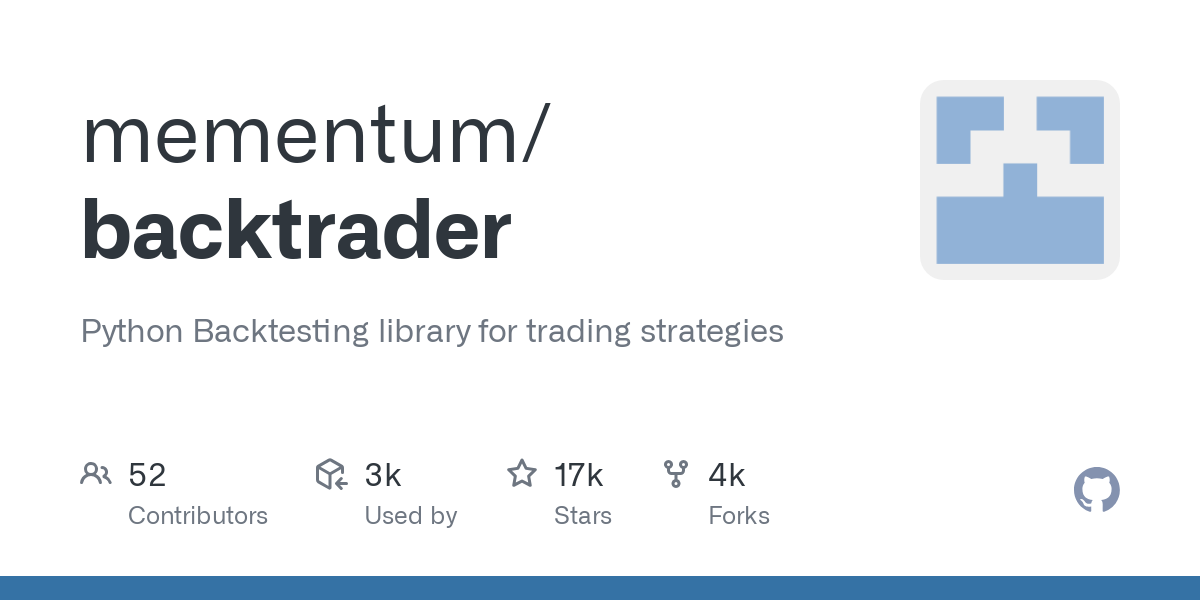 mementum/
backtrader
Python Backtesting library for trading strategies
52
Contributors
3k
Used by
17k
Stars
4k
Forks